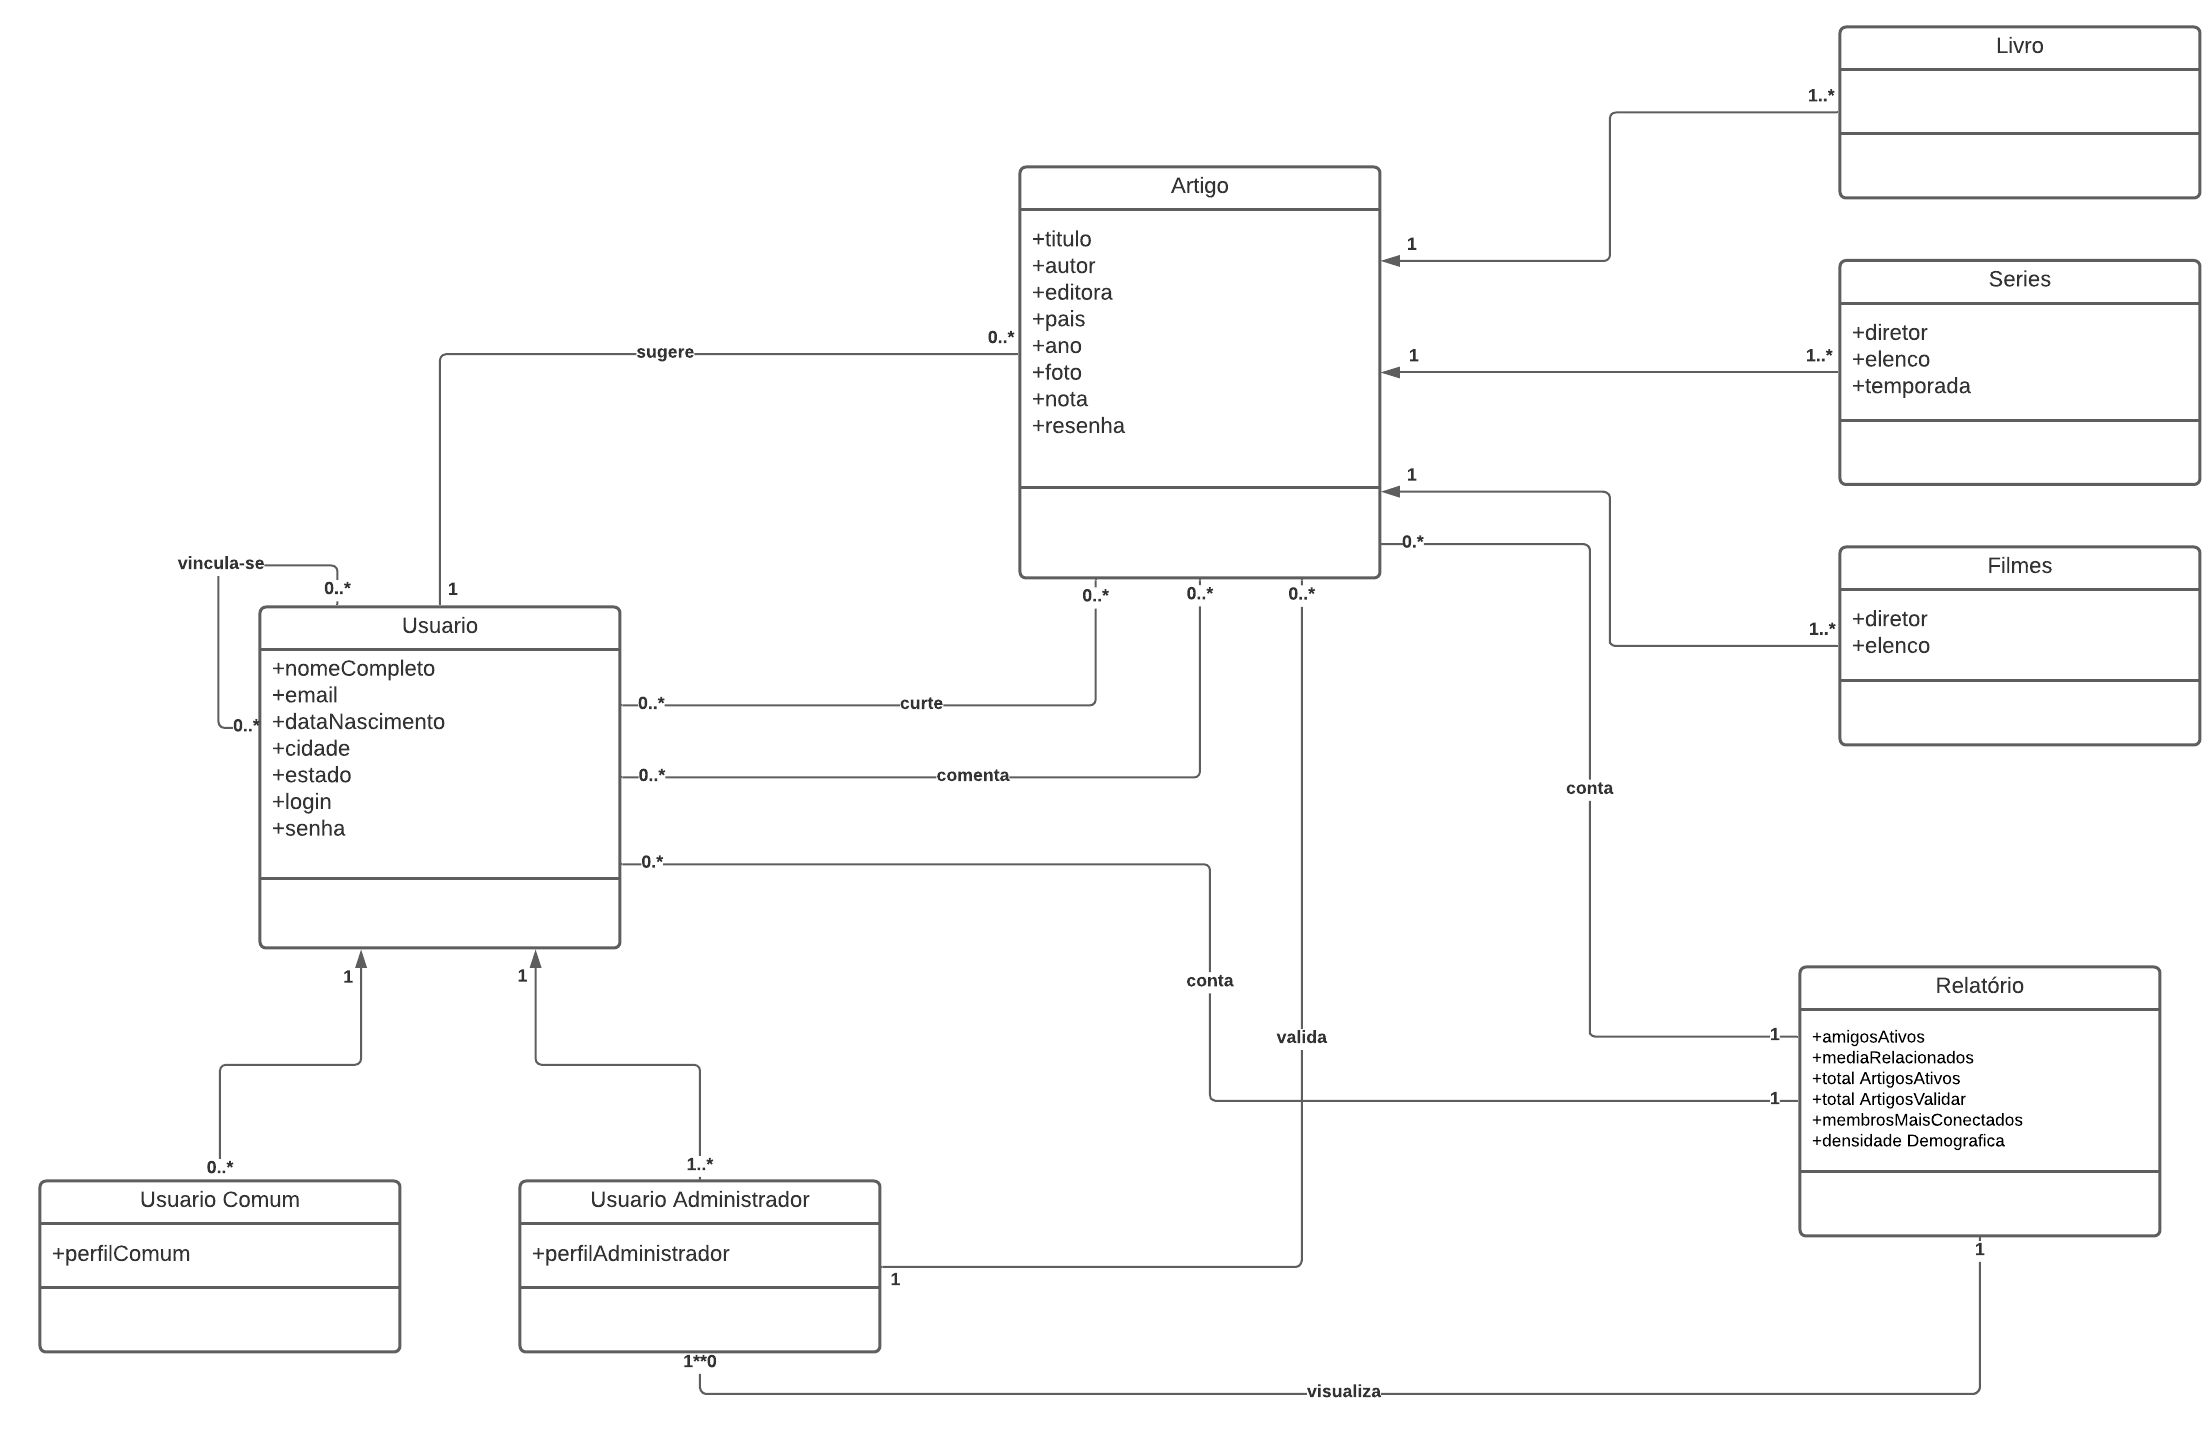 Livro
1..*
Artigo
+titulo
+autor
+editora
+pais
+ano
+foto
+nota
+resenha
1
Series
+diretor
+elenco
+temporada
1
1..*
0..*
sugere
1
0.*
Filmes
+diretor
+elenco
1..*
vincula-se
0..*
1
0..*
0..*
0..*
Usuario
+nomeCompleto
+email
+dataNascimento
+cidade
+estado
+login
+senha
0..*
0..*
curte
0..*
comenta
0.*
conta
conta
valida
1
1
Relatório
+amigosAtivos
+mediaRelacionados
+total ArtigosAtivos
+total ArtigosValidar
+membrosMaisConectados
+densidade Demografica
1
1
0..*
1..*
Usuario Comum
+perfilComum
Usuario Administrador
+perfilAdministrador
1
1
1**0
visualiza